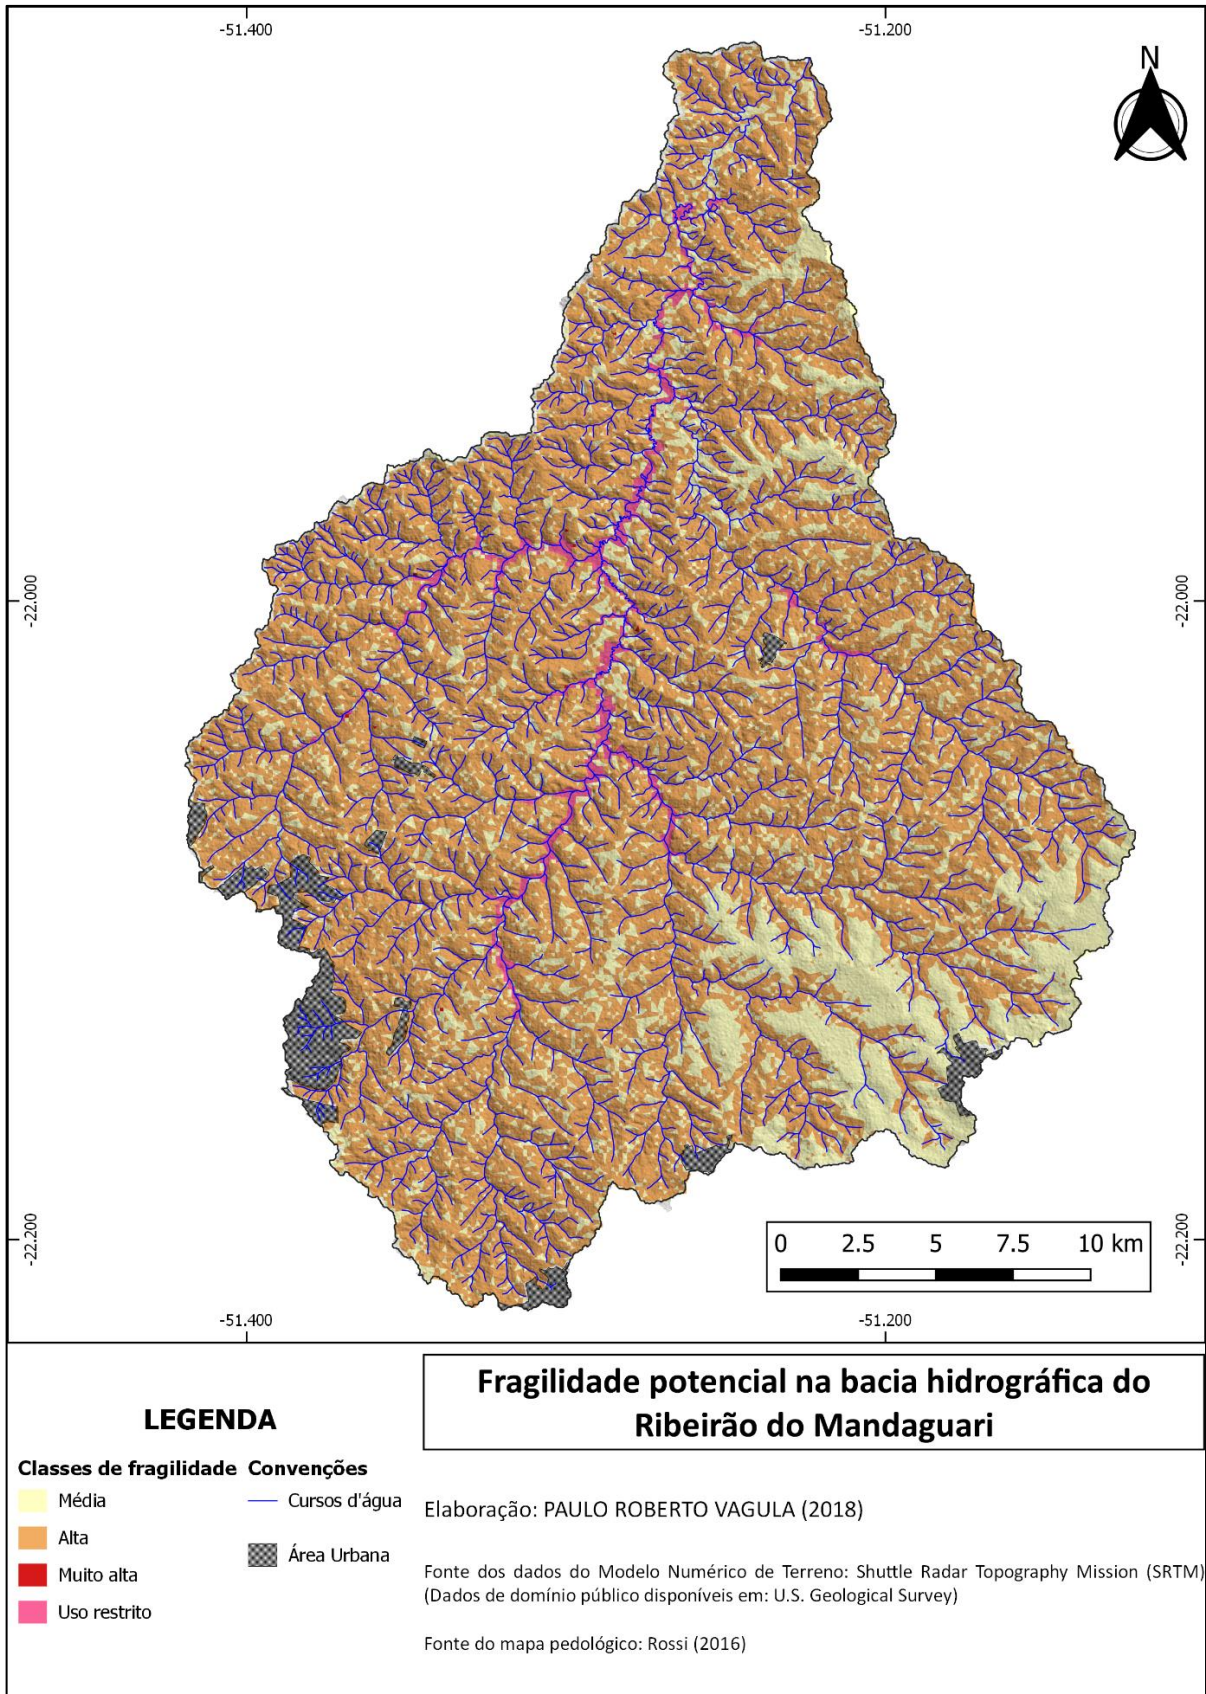 -51.400
-51.200
N
-22.000
-22.000
-22.200
-22.200
0 2.5 5 7.5 10 km
-51.400
-51.200
Fragilidade potencial na bacia hidrográfica do
Ribeirão do Mandaguari
LEGENDA
Classes de fragilidade
Média
Alta
Muito alta
Uso restrito
Convenções
Cursos d'água
Área Urbana
Elaboração: PAULO ROBERTO VAGULA (2018)
Fonte dos dados do Modelo Numérico de Terreno: Shuttle Radar Topography Mission (SRTM)
(Dados de domínio público disponíveis em: U.S. Geological Survey)
Fonte do mapa pedológico: Rossi (2016)